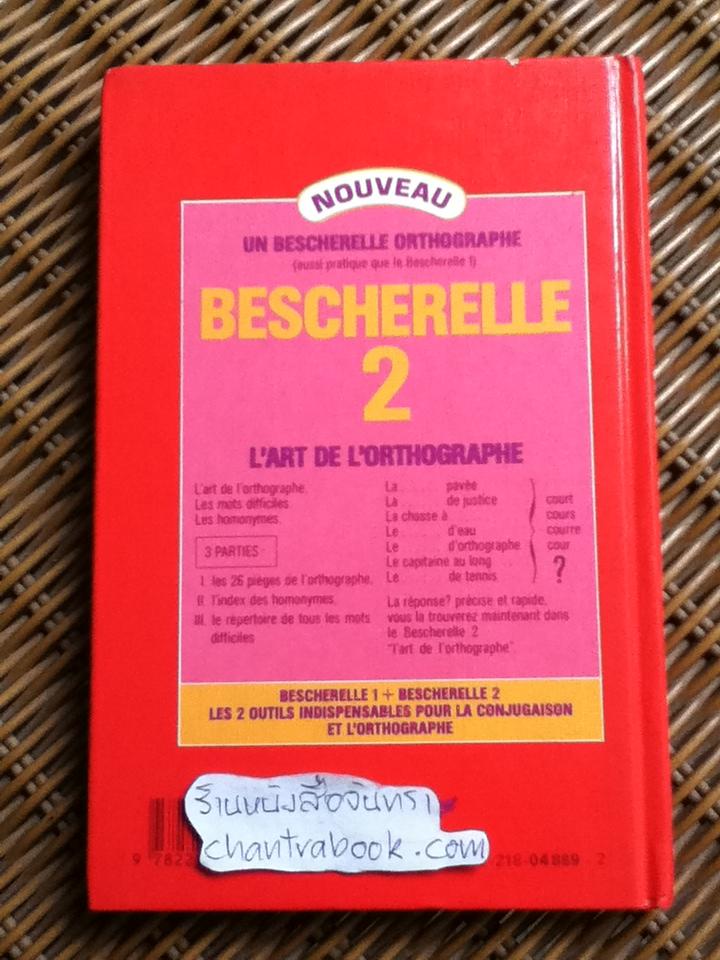 NOUVEAU
UN BESCHERELLE ORTHOGRAPHE
(aussi pratique que le Bescherelle 1)
BESCHERELLE
2
L'ART DE L'ORTHOGRAPHE
L'art de l'orthographe.
Les mots difficiles.
Les homonymes.
3 PARTIES
I. les 26 pièges de l'orthographe.
II. l'index des homonymes.
III. le répertoire de tous les mots
difficiles
La ....... pavée
La ....... de justice
La chasse à
Le ....... d'eau
Le ....... d'orthographe
Le capitaine au long
Le ....... de tennis
court
cours
courre
cour
?
La réponse? précise et rapide,
vous la trouverez maintenant dans
le Bescherelle 2
"l'art de l'orthographe".
BESCHERELLE 1 + BESCHERELLE 2
LES 2 OUTILS INDISPENSABLES POUR LA CONJUGAISON
ET L'ORTHOGRAPHE
ร้านหนังสือจันทรา
chantrabook.com
9 7822
218-04889 2